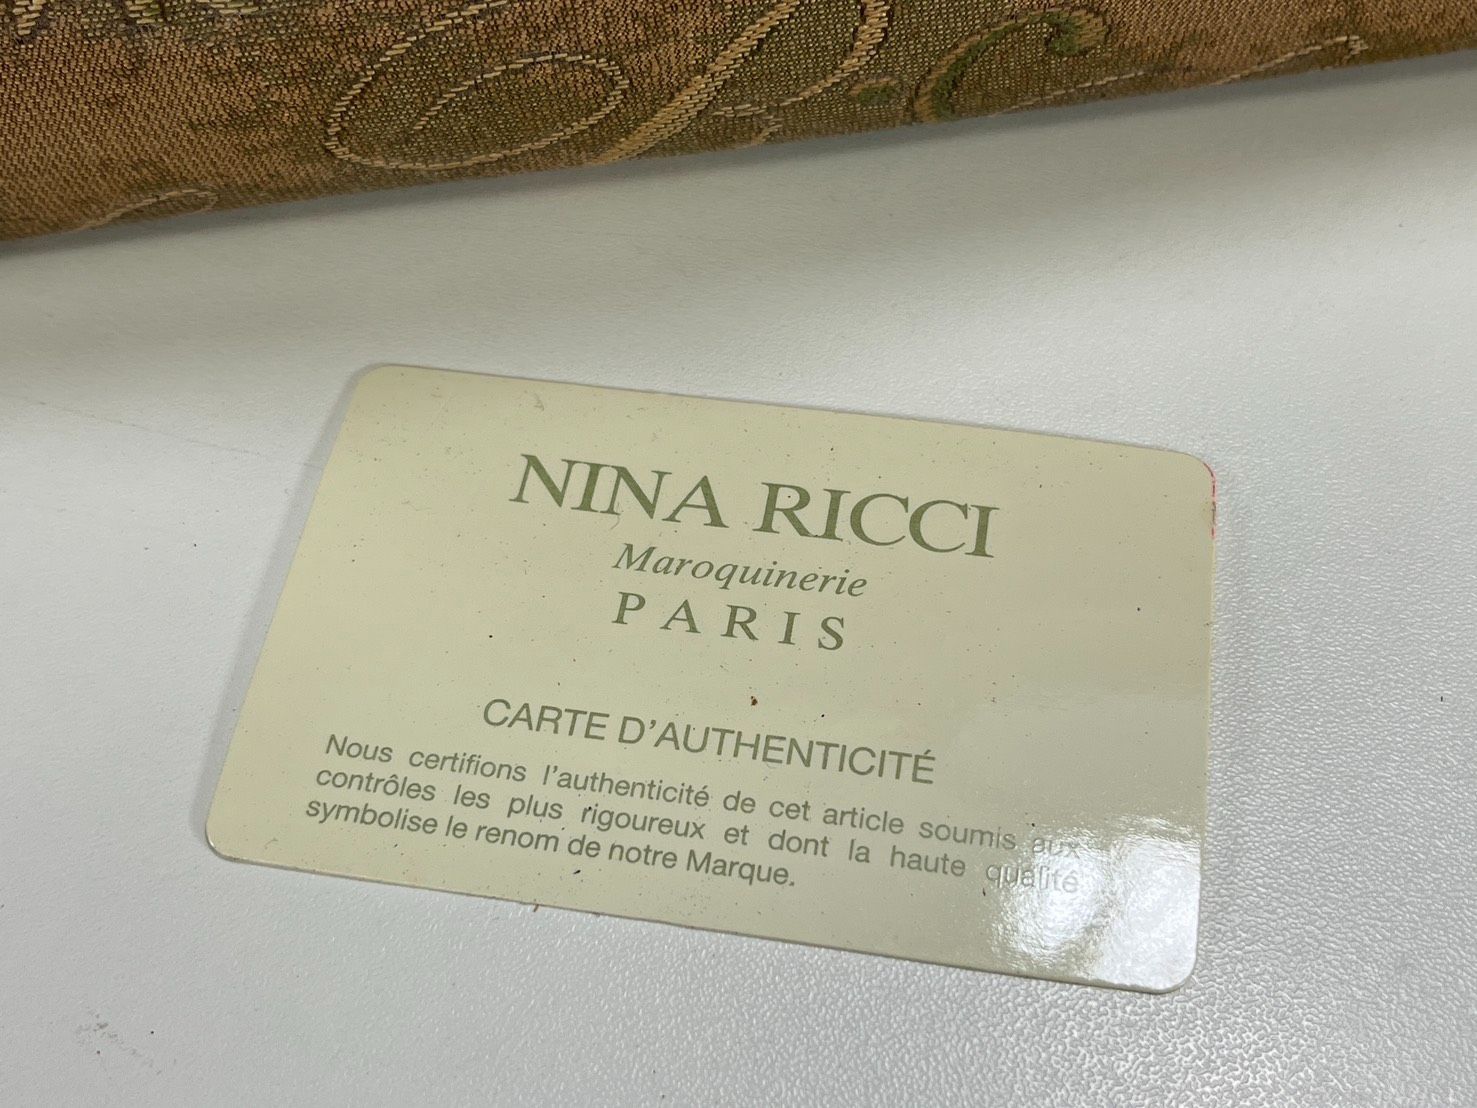 NINA RICCI
Maroquinerie
PARIS
CARTE D'AUTHENTICITÉ
Nous certifions l'authenticité de cet article soumis aux
contrôles les plus rigoureux et dont la haute qualité
symbolise le renom de notre Marque.